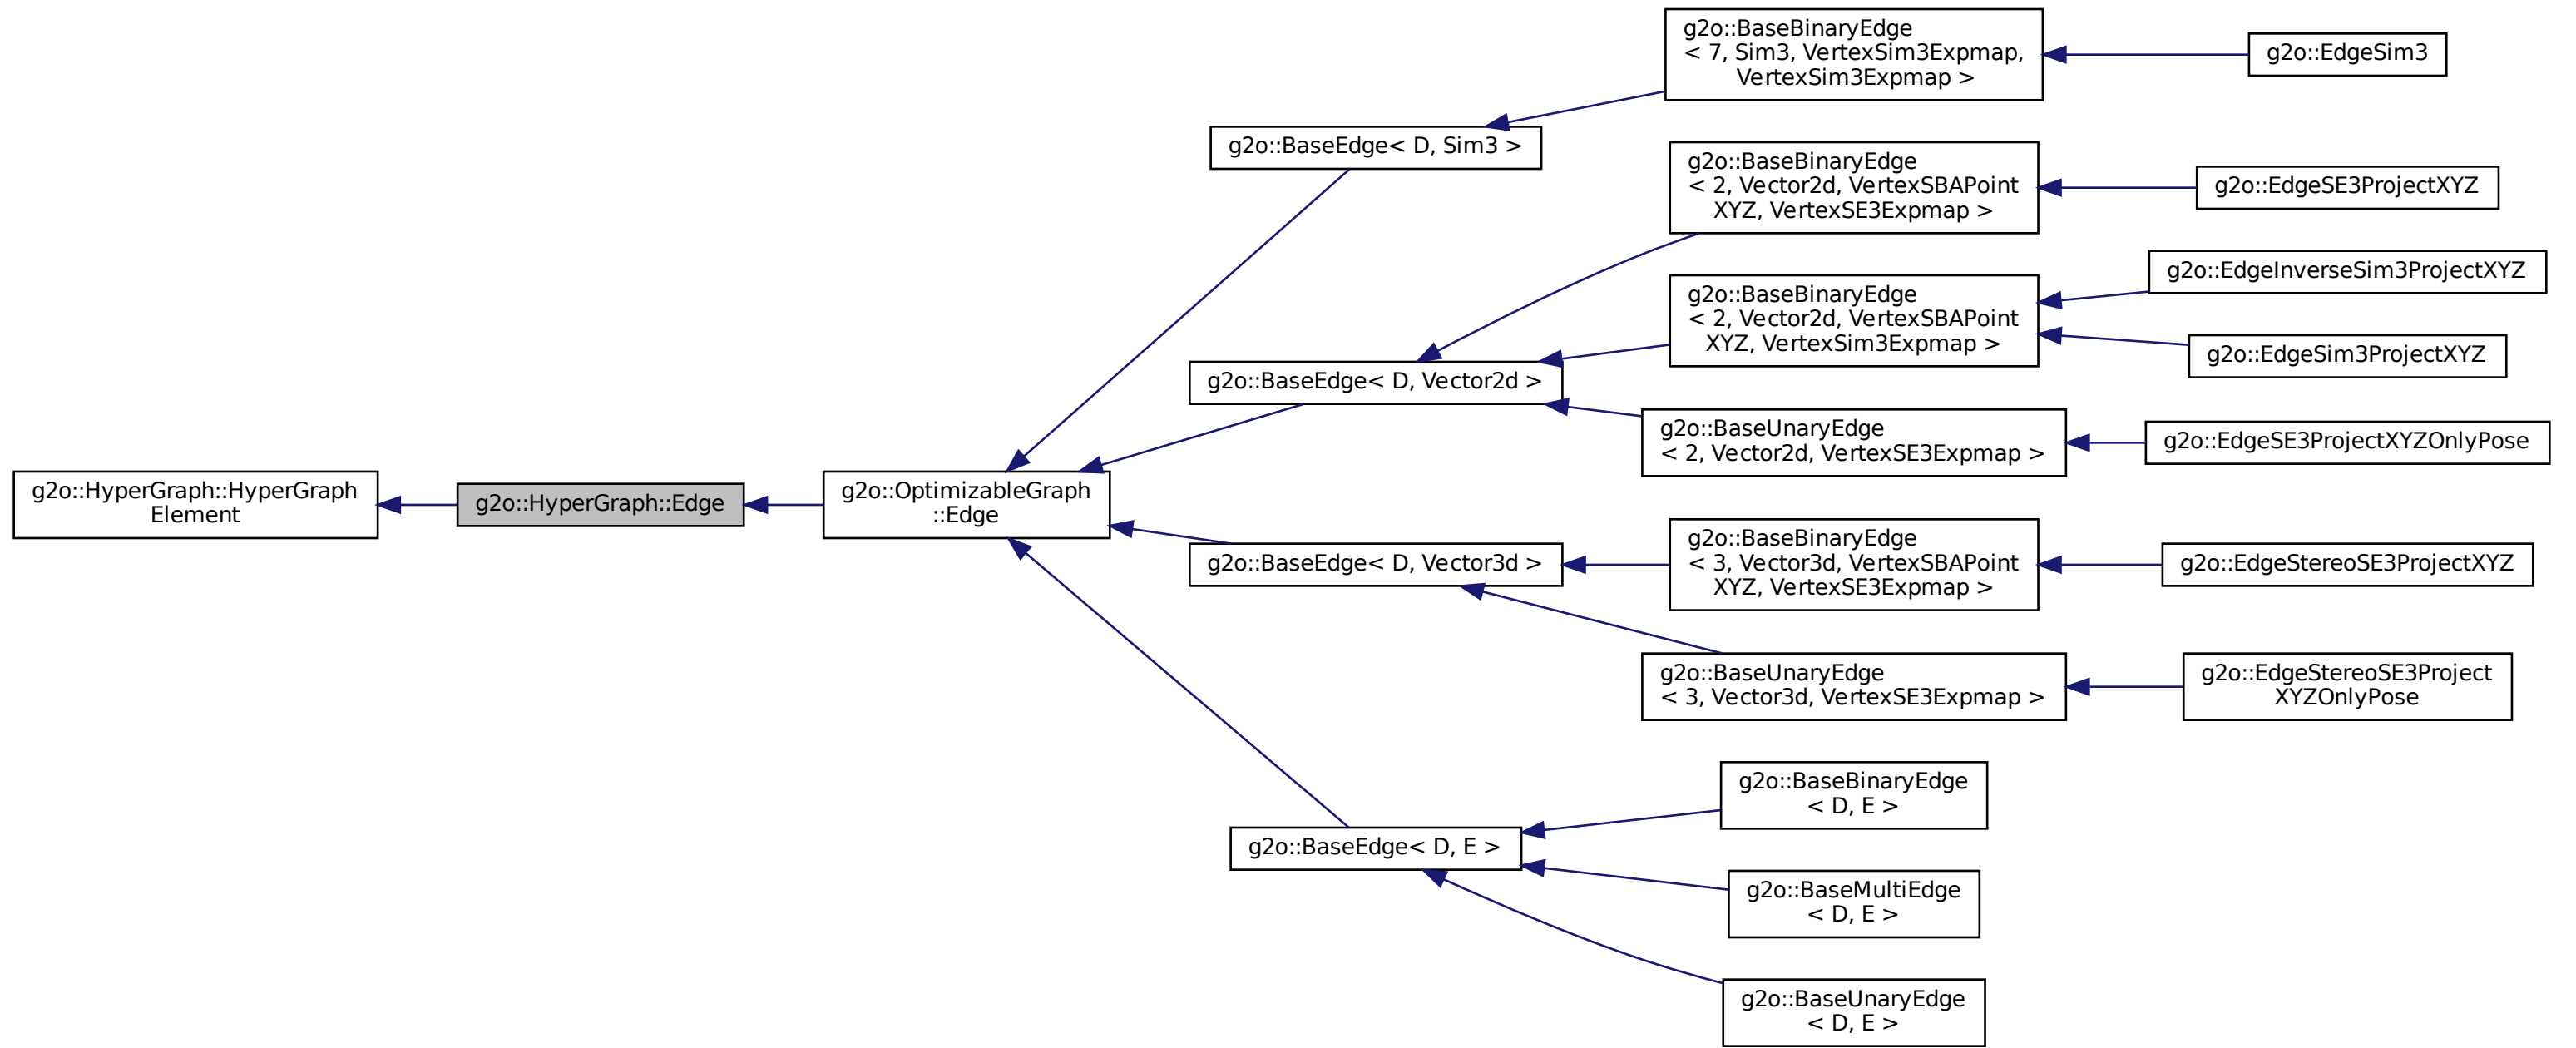 g2o::HyperGraph::HyperGraph
Element
g2o::HyperGraph::Edge
g2o::OptimizableGraph
::Edge
g2o::BaseEdge< D, Sim3 >
g2o::BaseEdge< D, Vector2d >
g2o::BaseEdge< D, Vector3d >
g2o::BaseEdge< D, E >
g2o::BaseBinaryEdge
< 7, Sim3, VertexSim3Expmap,
VertexSim3Expmap >
g2o::BaseBinaryEdge
< 2, Vector2d, VertexSBAPoint
XYZ, VertexSE3Expmap >
g2o::BaseBinaryEdge
< 2, Vector2d, VertexSBAPoint
XYZ, VertexSim3Expmap >
g2o::BaseUnaryEdge
< 2, Vector2d, VertexSE3Expmap >
g2o::BaseBinaryEdge
< 3, Vector3d, VertexSBAPoint
XYZ, VertexSE3Expmap >
g2o::BaseUnaryEdge
< 3, Vector3d, VertexSE3Expmap >
g2o::BaseBinaryEdge
< D, E >
g2o::BaseMultiEdge
< D, E >
g2o::BaseUnaryEdge
< D, E >
g2o::EdgeSim3
g2o::EdgeSE3ProjectXYZ
g2o::EdgeInverseSim3ProjectXYZ
g2o::EdgeSim3ProjectXYZ
g2o::EdgeSE3ProjectXYZOnlyPose
g2o::EdgeStereoSE3ProjectXYZ
g2o::EdgeStereoSE3Project
XYZOnlyPose